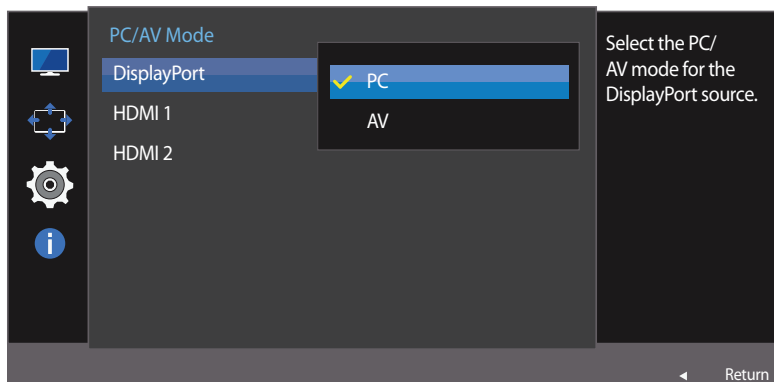 PC/AV Mode
DisplayPort
HDMI 1
HDMI 2
PC
AV
Select the PC/
AV mode for the
DisplayPort source.
Return